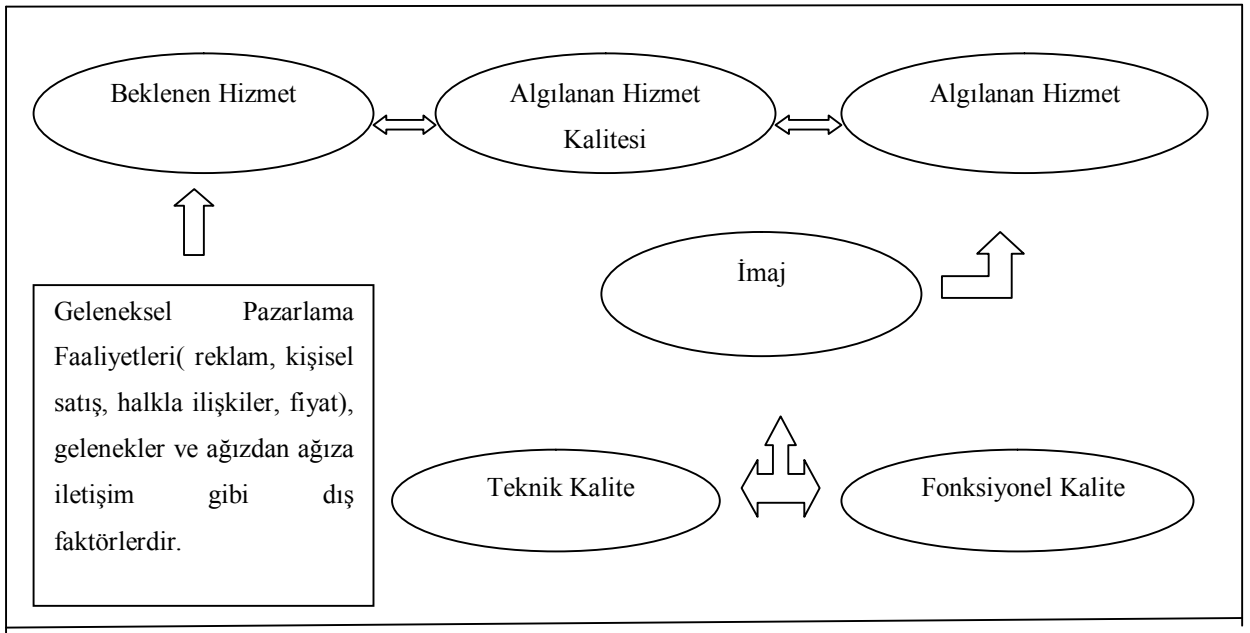 Beklenen Hizmet
Algılanan Hizmet
Kalitesi
Algılanan Hizmet
İmaj
Geleneksel Pazarlama
Faaliyetleri( reklam, kişisel
satış, halkla ilişkiler, fiyat),
gelenekler ve ağızdan ağıza
iletişim gibi dış
faktörlerdir.
Teknik Kalite
Fonksiyonel Kalite